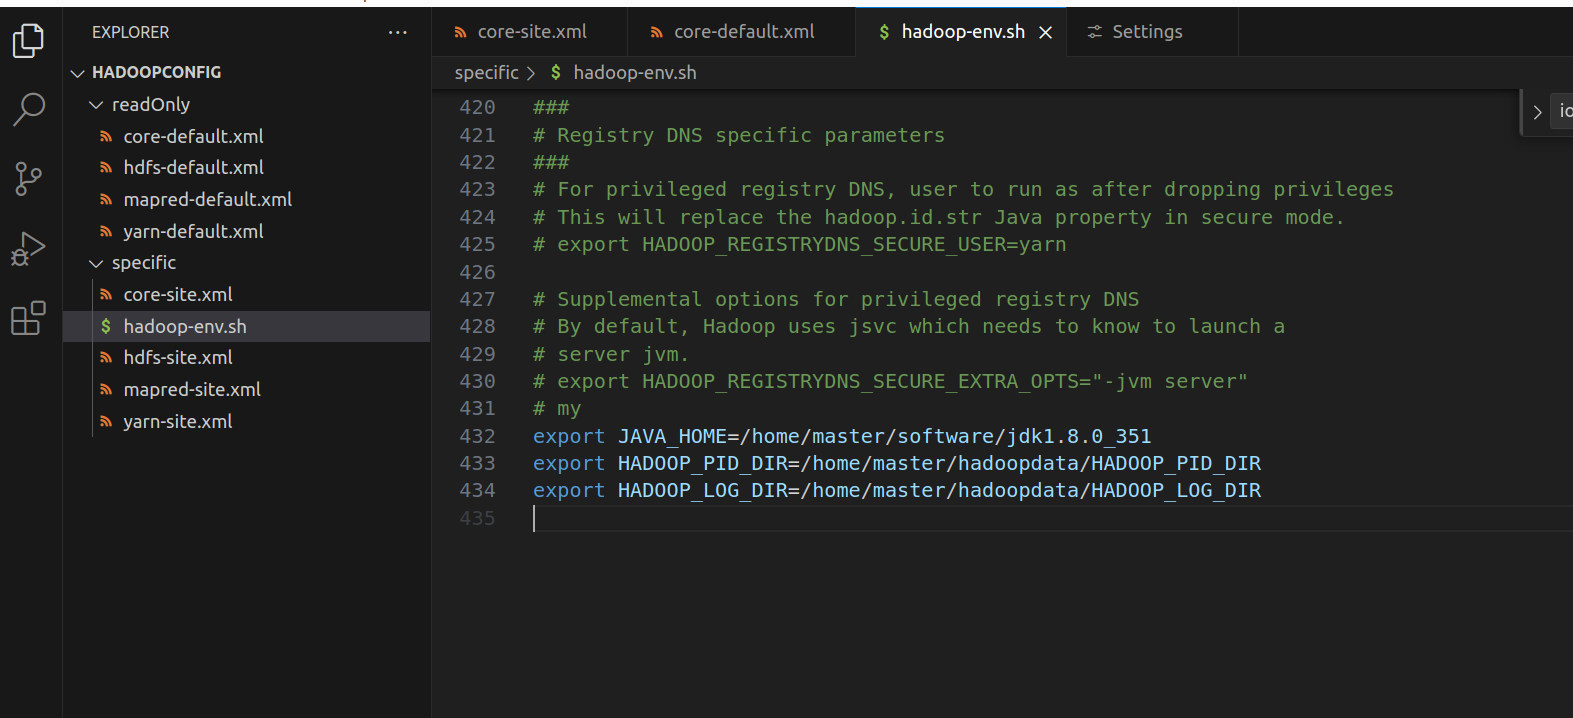 EXPLORER
HADOOPCONFIG
readOnly
core-default.xml
hdfs-default.xml
mapred-default.xml
yarn-default.xml
specific
core-site.xml
$ hadoop-env.sh
hdfs-site.xml
mapred-site.xml
yarn-site.xml
core-site.xml
core-default.xml
$ hadoop-env.sh
Settings
specific > $ hadoop-env.sh
420 ###
421 # Registry DNS specific parameters
422 ###
423 # For privileged registry DNS, user to run as after dropping privileges
424 # This will replace the hadoop.id.str Java property in secure mode.
425 # export HADOOP_REGISTRYDNS_SECURE_USER=yarn
426
427 # Supplemental options for privileged registry DNS
428 # By default, Hadoop uses jsvc which needs to know to launch a
429 # server jvm.
430 # export HADOOP_REGISTRYDNS_SECURE_EXTRA_OPTS="-jvm server"
431 # my
432 export JAVA_HOME=/home/master/software/jdk1.8.0_351
433 export HADOOP_PID_DIR=/home/master/hadoopdata/HADOOP_PID_DIR
434 export HADOOP_LOG_DIR=/home/master/hadoopdata/HADOOP_LOG_DIR
435